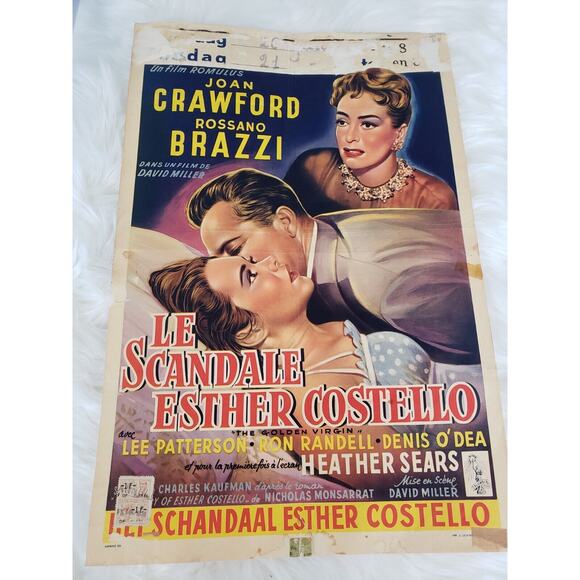 21
un film ROMULUS
JOAN
CRAWFORD
ROSSANO
BRAZZI
DANS UN FILM DE
DAVID MILLER
LE
SCANDALE
ESTHER COSTELLO
"THE GOLDEN VIRGIN"
avec
LEE PATTERSON · RON RANDELL · DENIS O'DEA
et pour la première fois à l'écran HEATHER SEARS
CHARLES KAUFMAN d'après le roman
ESTHER COSTELLO" de NICHOLAS MONSARRAT
Mise en Scène
DAVID MILLER
SCHANDAAL ESTHER COSTELLO